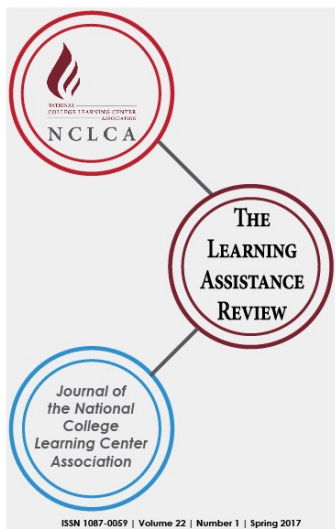 NATIONAL
COLLEGE LEARNING CENTER
ASSOCIATION
NCLCA
THE
LEARNING
ASSISTANCE
REVIEW
Journal of
the National
College
Learning Center
Association
ISSN 1087-0059 | Volume 22 | Number 1 | Spring 2017